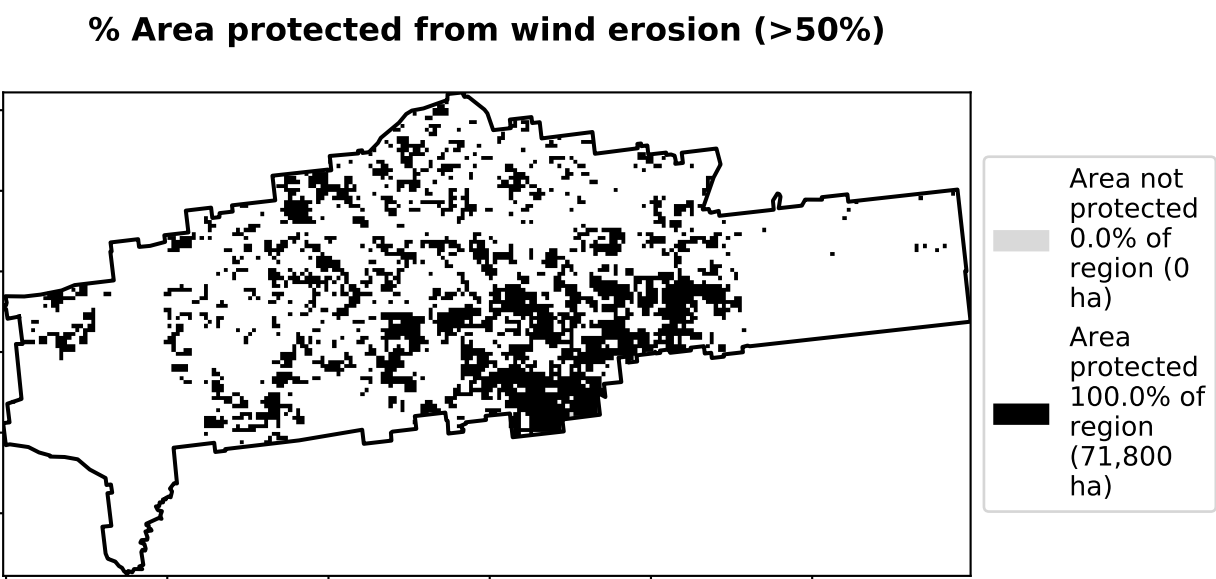 % Area protected from wind erosion (>50%)
Area not
protected
0.0% of
region (0
ha)
Area
protected
100.0% of
region
(71,800
ha)